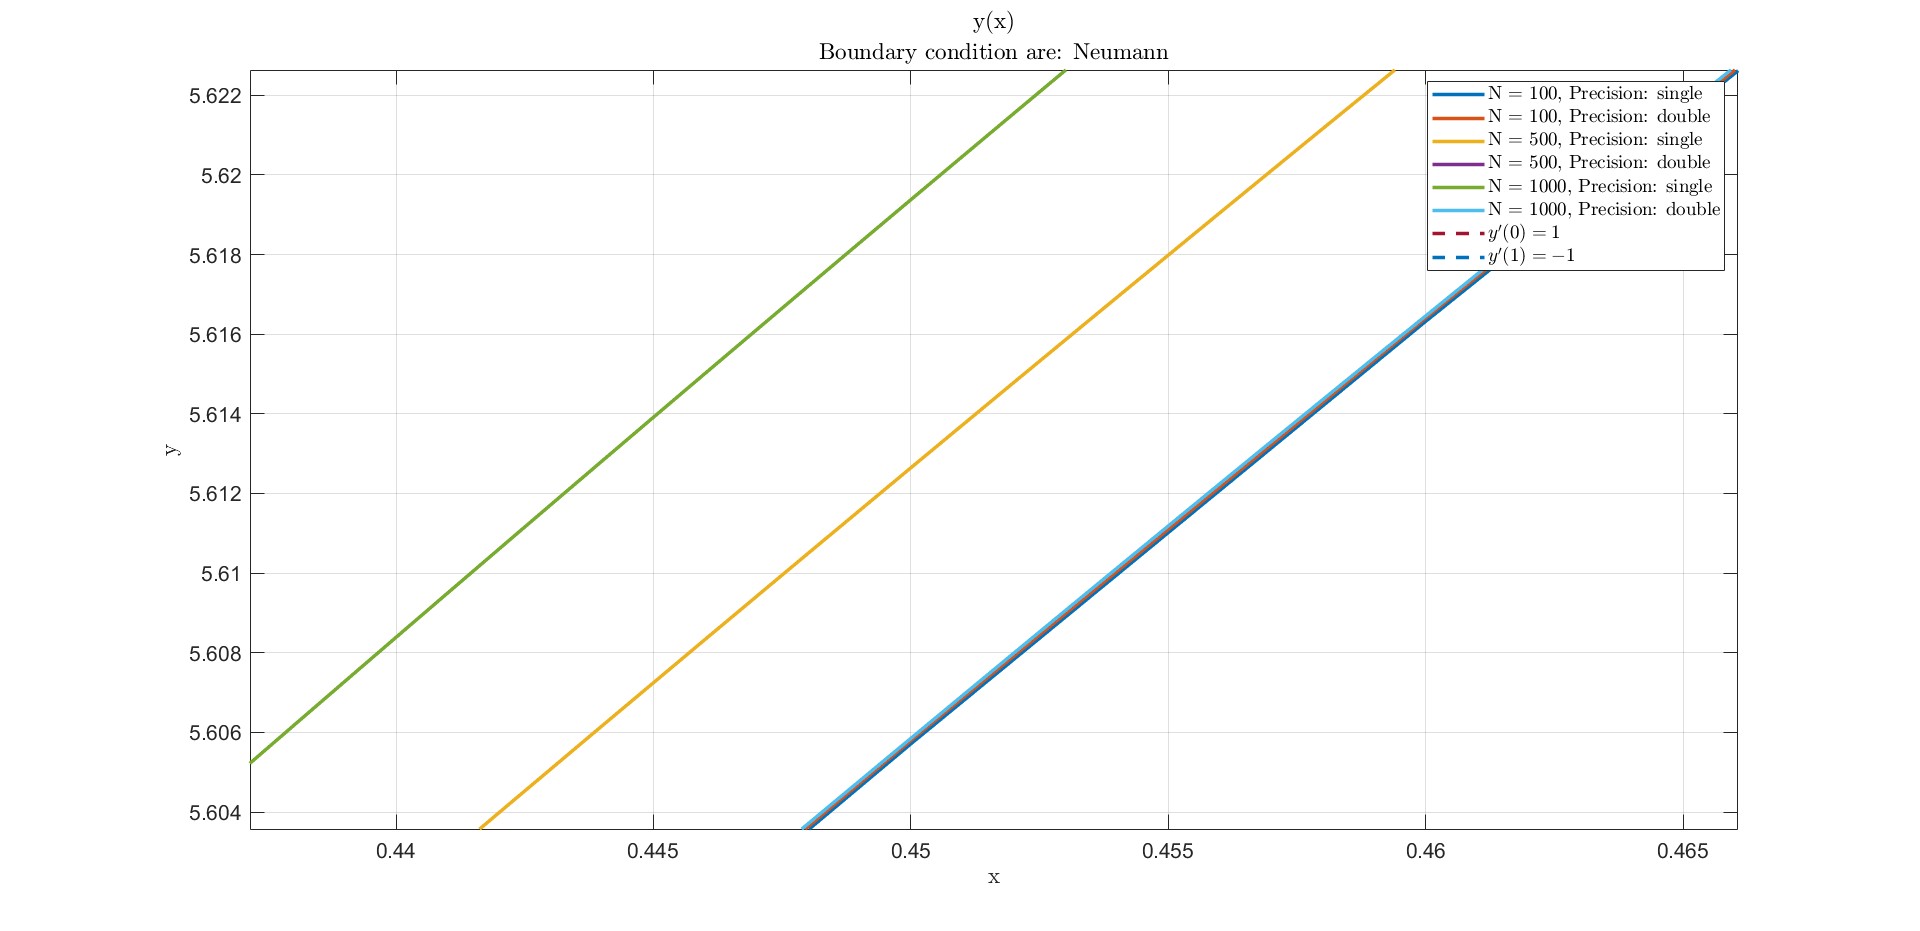 y(x)
Boundary condition are: Neumann
5.622
5.62
5.618
5.616
5.614
5.612
5.61
5.608
5.606
5.604
y
N = 100, Precision: single
N = 100, Precision: double
N = 500, Precision: single
N = 500, Precision: double
N = 1000, Precision: single
N = 1000, Precision: double
y′(0) = 1
y′(1) = −1
0.44
0.445
0.45
0.455
0.46
0.465
x